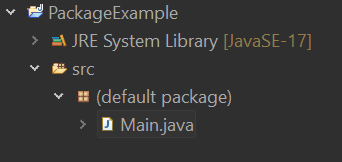 PackageExample
JRE System Library [JavaSE-17]
src
(default package)
Main.java